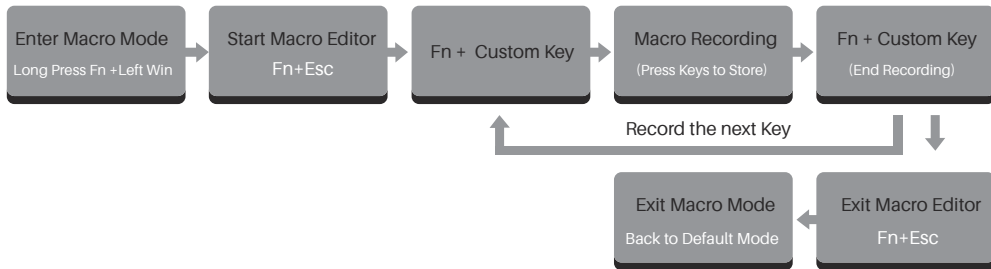 Enter Macro Mode
Long Press Fn +Left Win
Start Macro Editor
Fn+Esc
Fn + Custom Key
Macro Recording
(Press Keys to Store)
Fn + Custom Key
(End Recording)
Record the next Key
Exit Macro Editor
Fn+Esc
Exit Macro Mode
Back to Default Mode